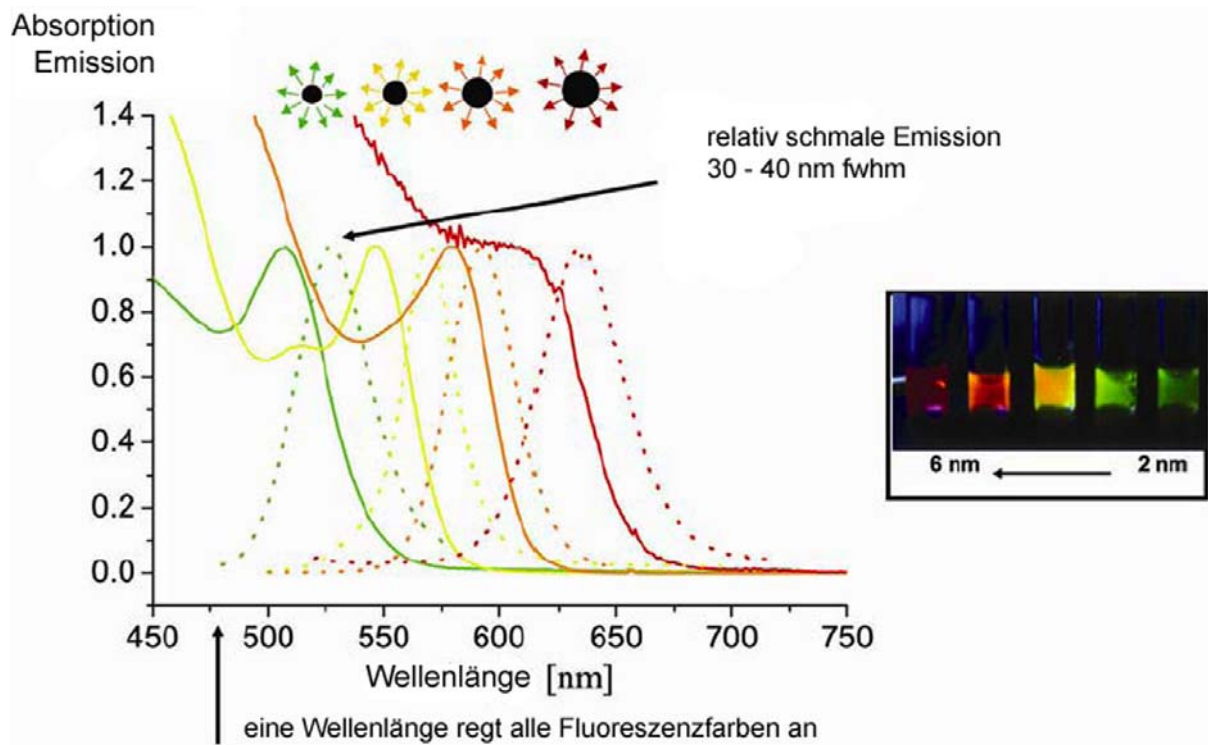 Absorption
Emission
1.4
1.2
1.0
0.8
0.6
0.4
0.2
0.0
450 500 550 600 650 700 750
Wellenlänge [nm]
relativ schmale Emission
30 - 40 nm fwhm
6 nm 2 nm
eine Wellenlänge regt alle Fluoreszenzfarben an